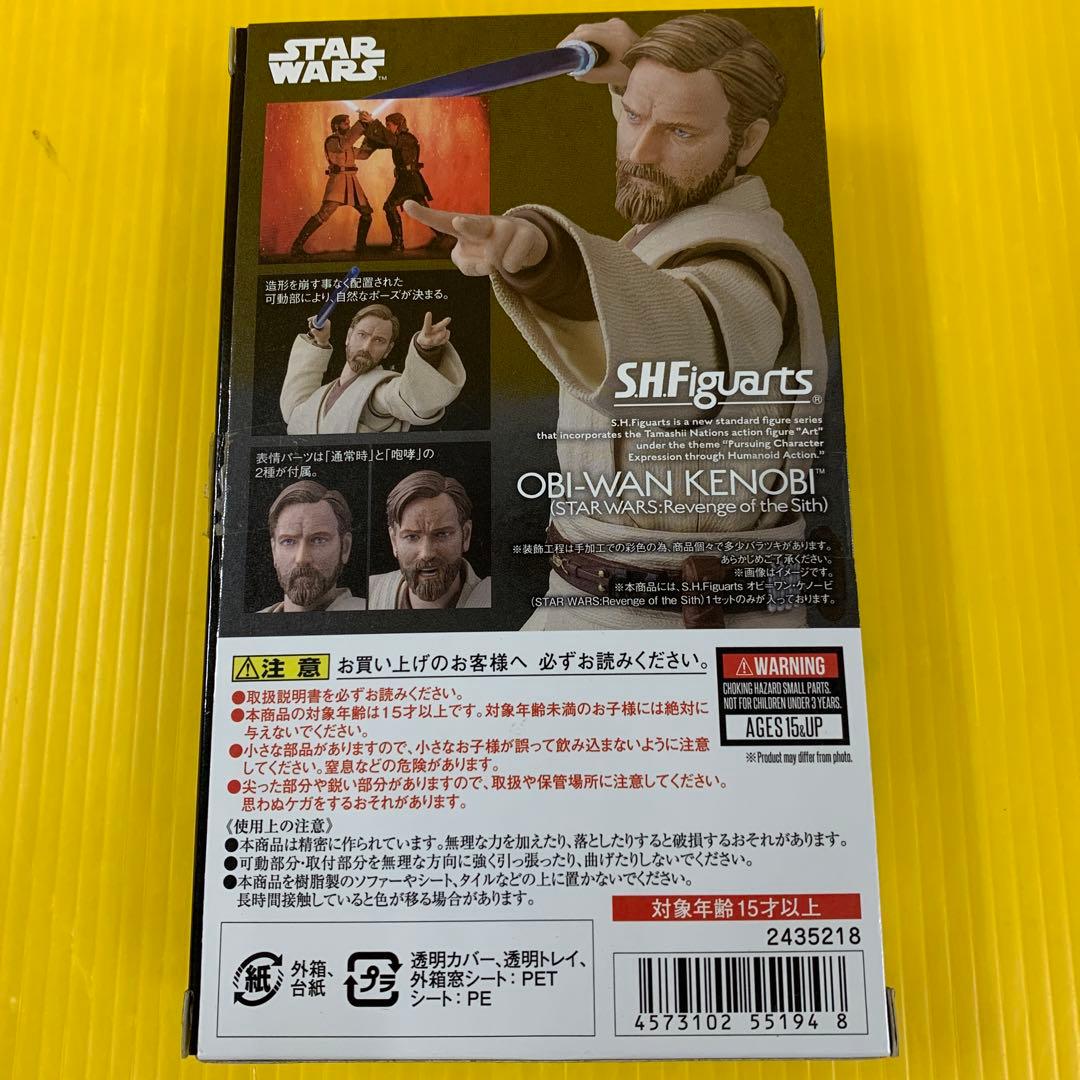 STAR
WARS™
造形を崩す事なく配置された
可動部により、自然なポーズが決まる。
表情パーツは「通常時」と「咆哮」の
2種が付属。
S.H.Figuarts®
S.H.Figuarts is a new standard figure series
that incorporates the Tamashii Nations action figure "Art"
under the theme "Pursuing Character
Expression through Humanoid Action."
OBI-WAN KENOBI™
(STAR WARS:Revenge of the Sith)
※装飾工程は手加工での彩色の為、商品個々で多少バラツキがあります。
あらかじめご了承ください。
※画像はイメージです。
※本商品には、S.H.Figuarts オビ=ワン・ケノービ
(STAR WARS:Revenge of the Sith)1セットのみが入っております。
注意 お買い上げのお客様へ 必ずお読みください。
●取扱説明書を必ずお読みください。
●本商品の対象年齢は15才以上です。対象年齢未満のお子様には絶対に
与えないでください。
●小さな部品がありますので、小さなお子様が誤って飲み込まないように注意
してください。窒息などの危険があります。
●尖った部分や鋭い部分がありますので、取扱や保管場所に注意してください。
思わぬケガをするおそれがあります。
WARNING
CHOKING HAZARD SMALL PARTS.
NOT FOR CHILDREN UNDER 3 YEARS.
AGES 15&UP
※Product may differ from photo.
《使用上の注意》
●本商品は精密に作られています。無理な力を加えたり、落としたりすると破損するおそれがあります。
●可動部分・取付部分を無理な方向に強く引っ張ったり、曲げたりしないでください。
●本商品を樹脂製のソファーやシート、タイルなどの上に置かないでください。
長時間接触していると色が移る場合があります。
対象年齢15才以上
2435218
紙
外箱、
台紙
プラ
透明カバー、透明トレイ、
外箱窓シート：PET
シート：PE
4573102 55194 8